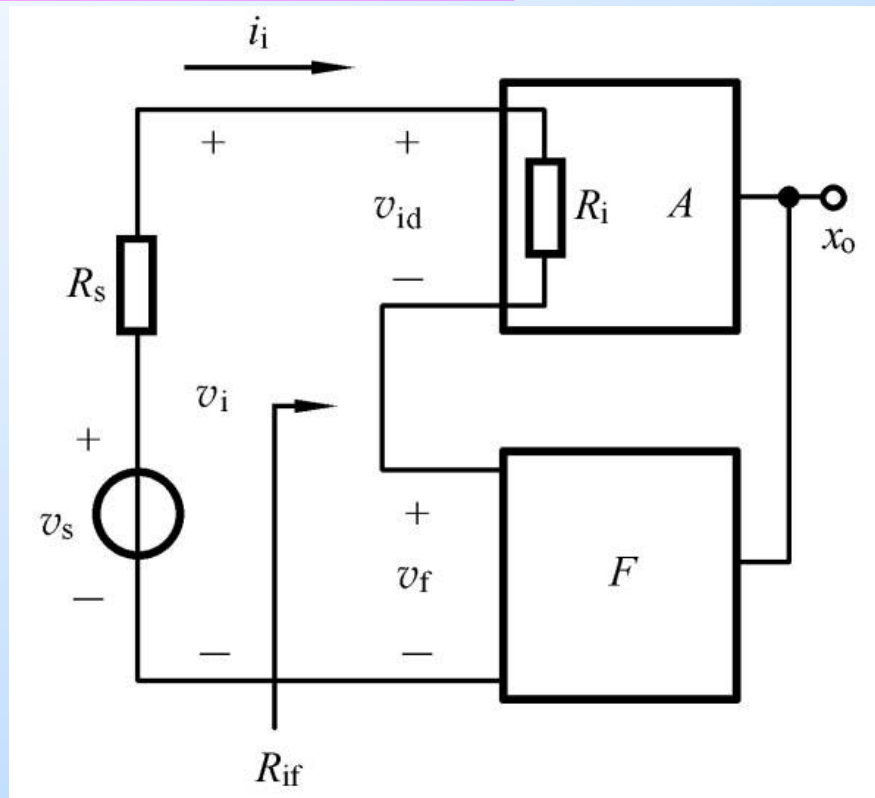 i_i
+ +
v_id R_i A
x_o
−
R_s
v_i
+
+
v_s v_f F
−
− −
R_if